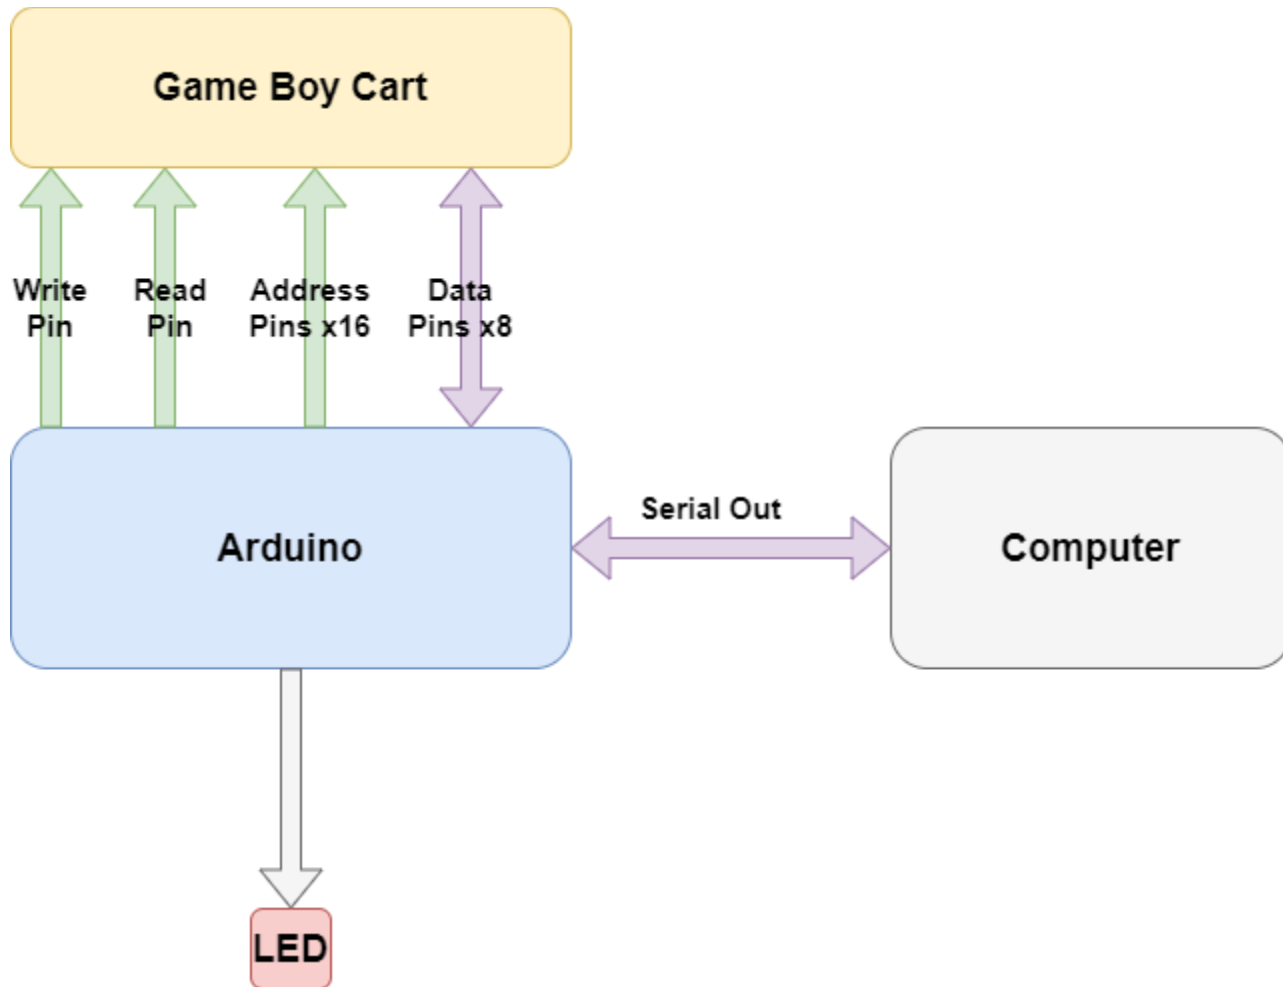 Game Boy Cart
Write
Pin
Read
Pin
Address
Pins x16
Data
Pins x8
Serial Out
Arduino
Computer
LED